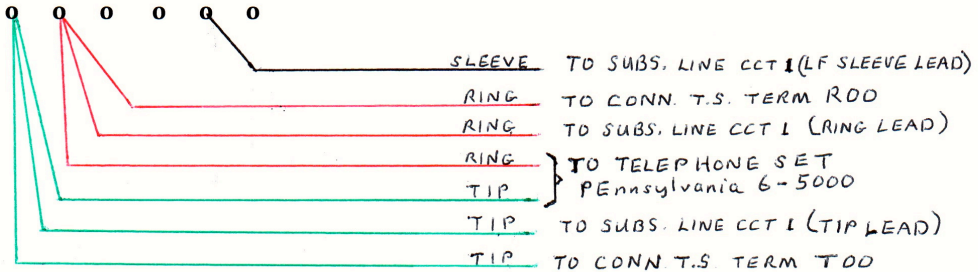 o o o o o o
SLEEVE TO SUBS. LINE CCT 1 (LF SLEEVE LEAD)
RING TO CONN. T.S. TERM R00
RING TO SUBS. LINE CCT 1 (RING LEAD)
RING TO TELEPHONE SET
TIP PEnnsylvania 6-5000
TIP TO SUBS. LINE CCT 1 (TIP LEAD)
TIP TO CONN T.S. TERM T00